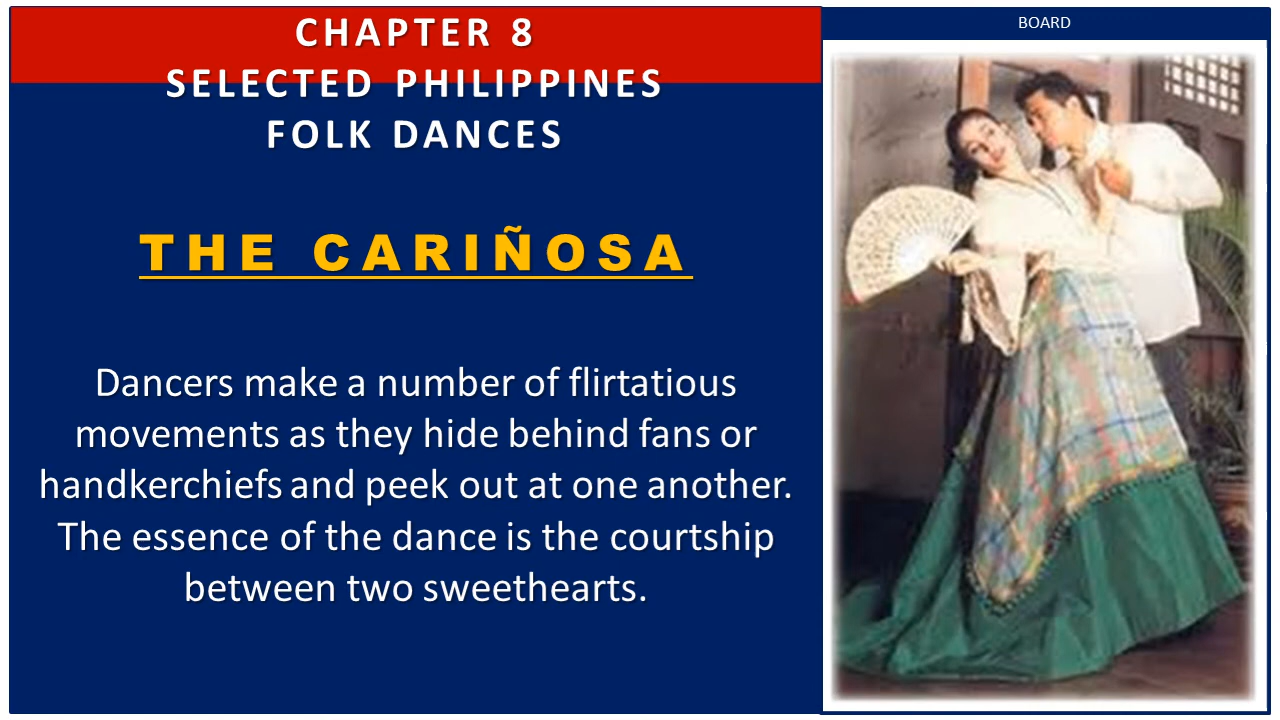 CHAPTER 8
SELECTED PHILIPPINES
FOLK DANCES
THE CARIÑOSA
Dancers make a number of flirtatious
movements as they hide behind fans or
handkerchiefs and peek out at one another.
The essence of the dance is the courtship
between two sweethearts.
BOARD